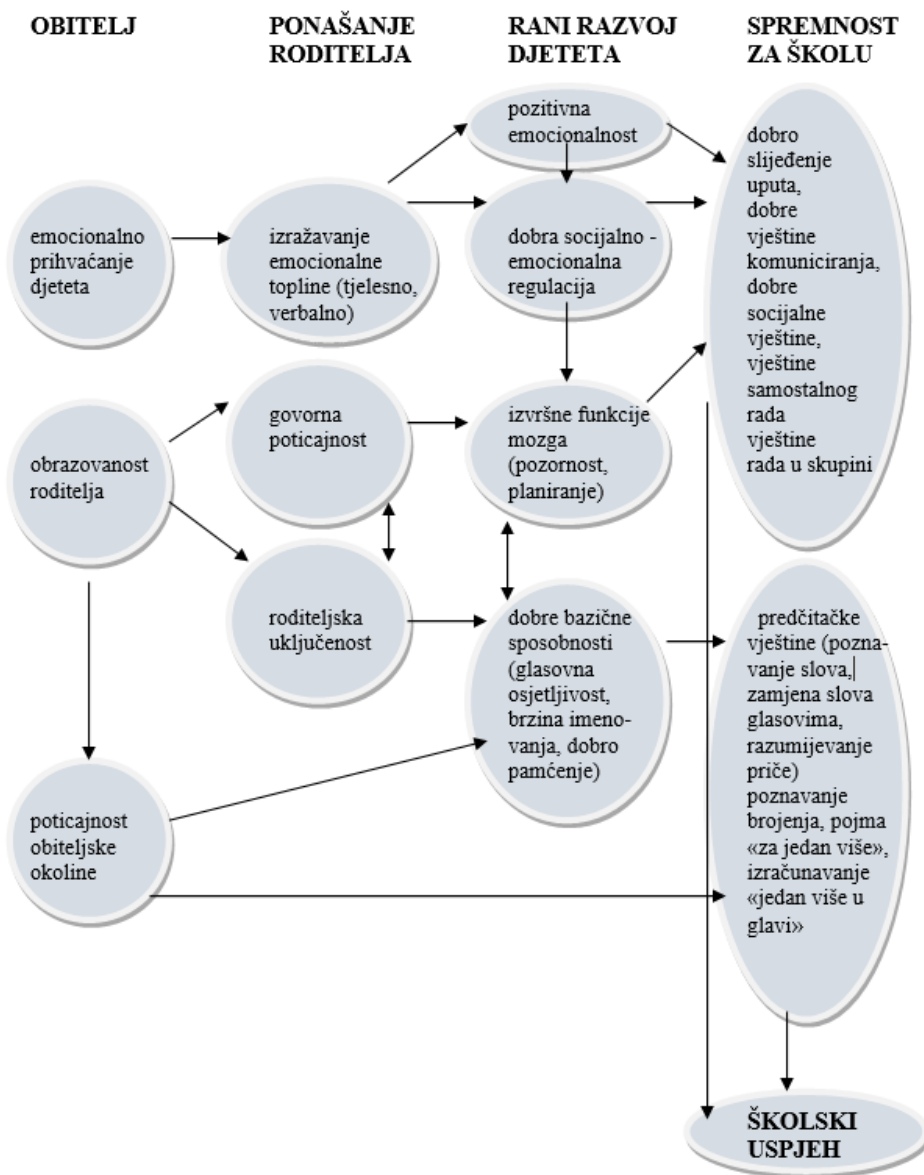 OBITELJ
PONAŠANJE
RODITELJA
RANI RAZVOJ
DJETETA
SPREMNOST
ZA ŠKOLU
emocionalno
prihvaćanje
djeteta
obrazovanost
roditelja
poticajnost
obiteljske
okoline
izražavanje
emocionalne
topline (tjelesno,
verbalno)
govorna
poticajnost
roditeljska
uključenost
pozitivna
emocionalnost
dobra socijalno -
emocionalna
regulacija
izvršne funkcije
mozga
(pozornost,
planiranje)
dobre bazične
sposobnosti
(glasovna
osjetljivost,
brzina imeno-
vanja, dobro
pamćenje)
dobro
slijeđenje
uputa,
dobre
vještine
komuniciranja,
dobre
socijalne
vještine,
vještine
samostalnog
rada
vještine
rada u skupini
predčitačke
vještine (pozna-
vanje slova,
zamjena slova
glasovima,
razumijevanje
priče)
poznavanje
brojenja, pojma
«za jedan više»,
izračunavanje
«jedan više u
glavi»
ŠKOLSKI
USPJEH